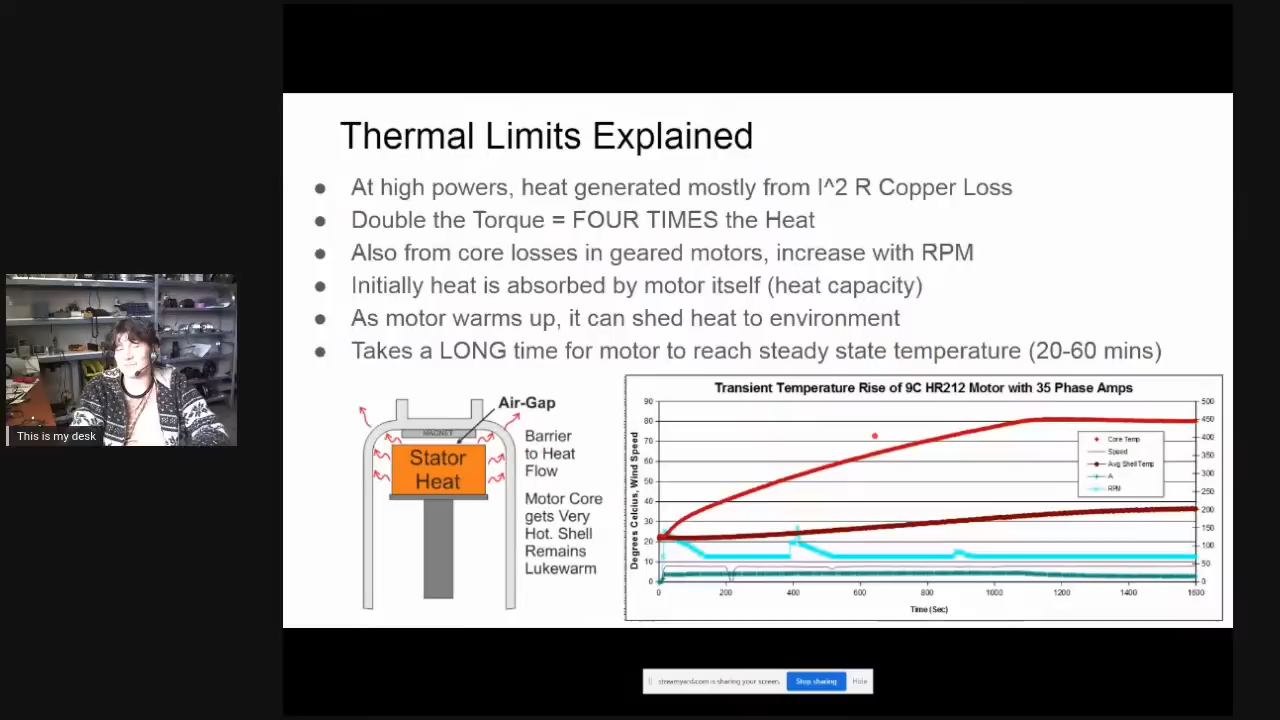 Thermal Limits Explained
● At high powers, heat generated mostly from I^2 R Copper Loss
● Double the Torque = FOUR TIMES the Heat
● Also from core losses in geared motors, increase with RPM
● Initially heat is absorbed by motor itself (heat capacity)
● As motor warms up, it can shed heat to environment
● Takes a LONG time for motor to reach steady state temperature (20-60 mins)
Air-Gap
MAGNET
Stator
Heat
Barrier
to Heat
Flow
Motor Core
gets Very
Hot. Shell
Remains
Lukewarm
Transient Temperature Rise of 9C HR212 Motor with 35 Phase Amps
Degrees Celcius, Wind Speed
90
80
70
60
50
40
30
20
10
0
500
450
400
350
300
250
200
150
100
50
0
Core Temp
Speed
Avg Shell Temp
A
RPM
0 200 400 600 800 1000 1200 1400 1600
Time (Sec)
This is my desk
streamyard.com is sharing your screen.
Stop sharing
Hide